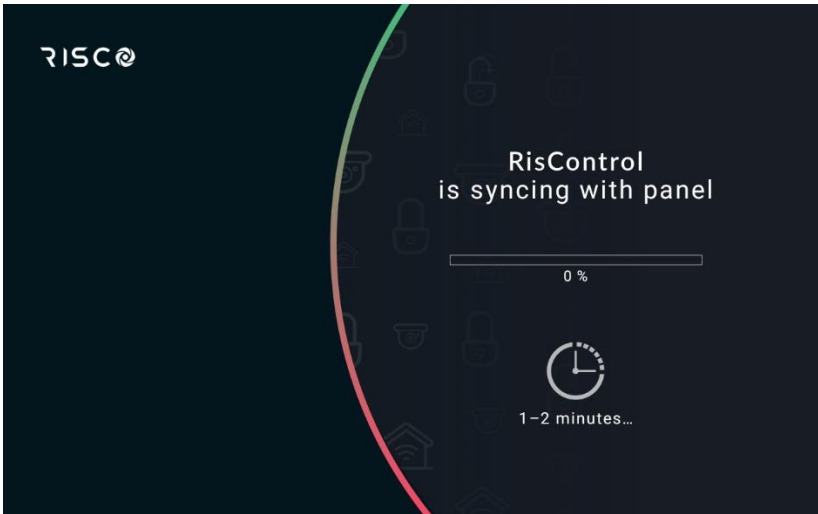 RISCO
RisControl
is syncing with panel
0 %
1–2 minutes...